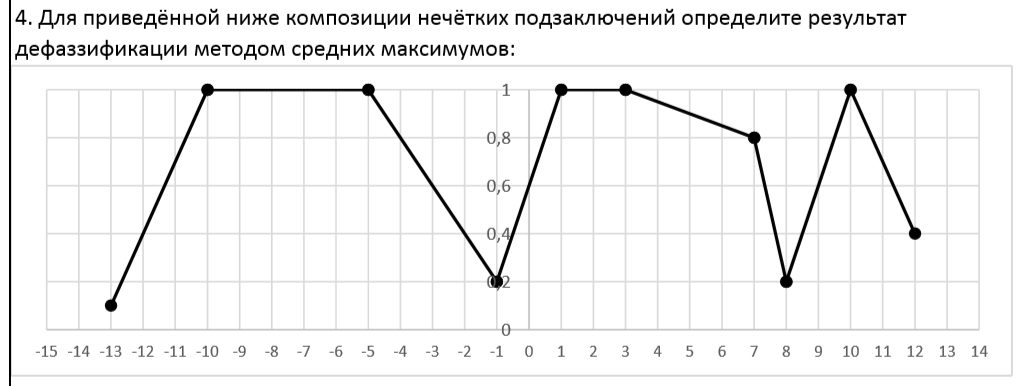 4. Для приведённой ниже композиции нечётких подзаключений определите результат
дефаззификации методом средних максимумов:
1
0,8
0,6
0,4
0,2
0
-15 -14 -13 -12 -11 -10 -9 -8 -7 -6 -5 -4 -3 -2 -1 0 1 2 3 4 5 6 7 8 9 10 11 12 13 14